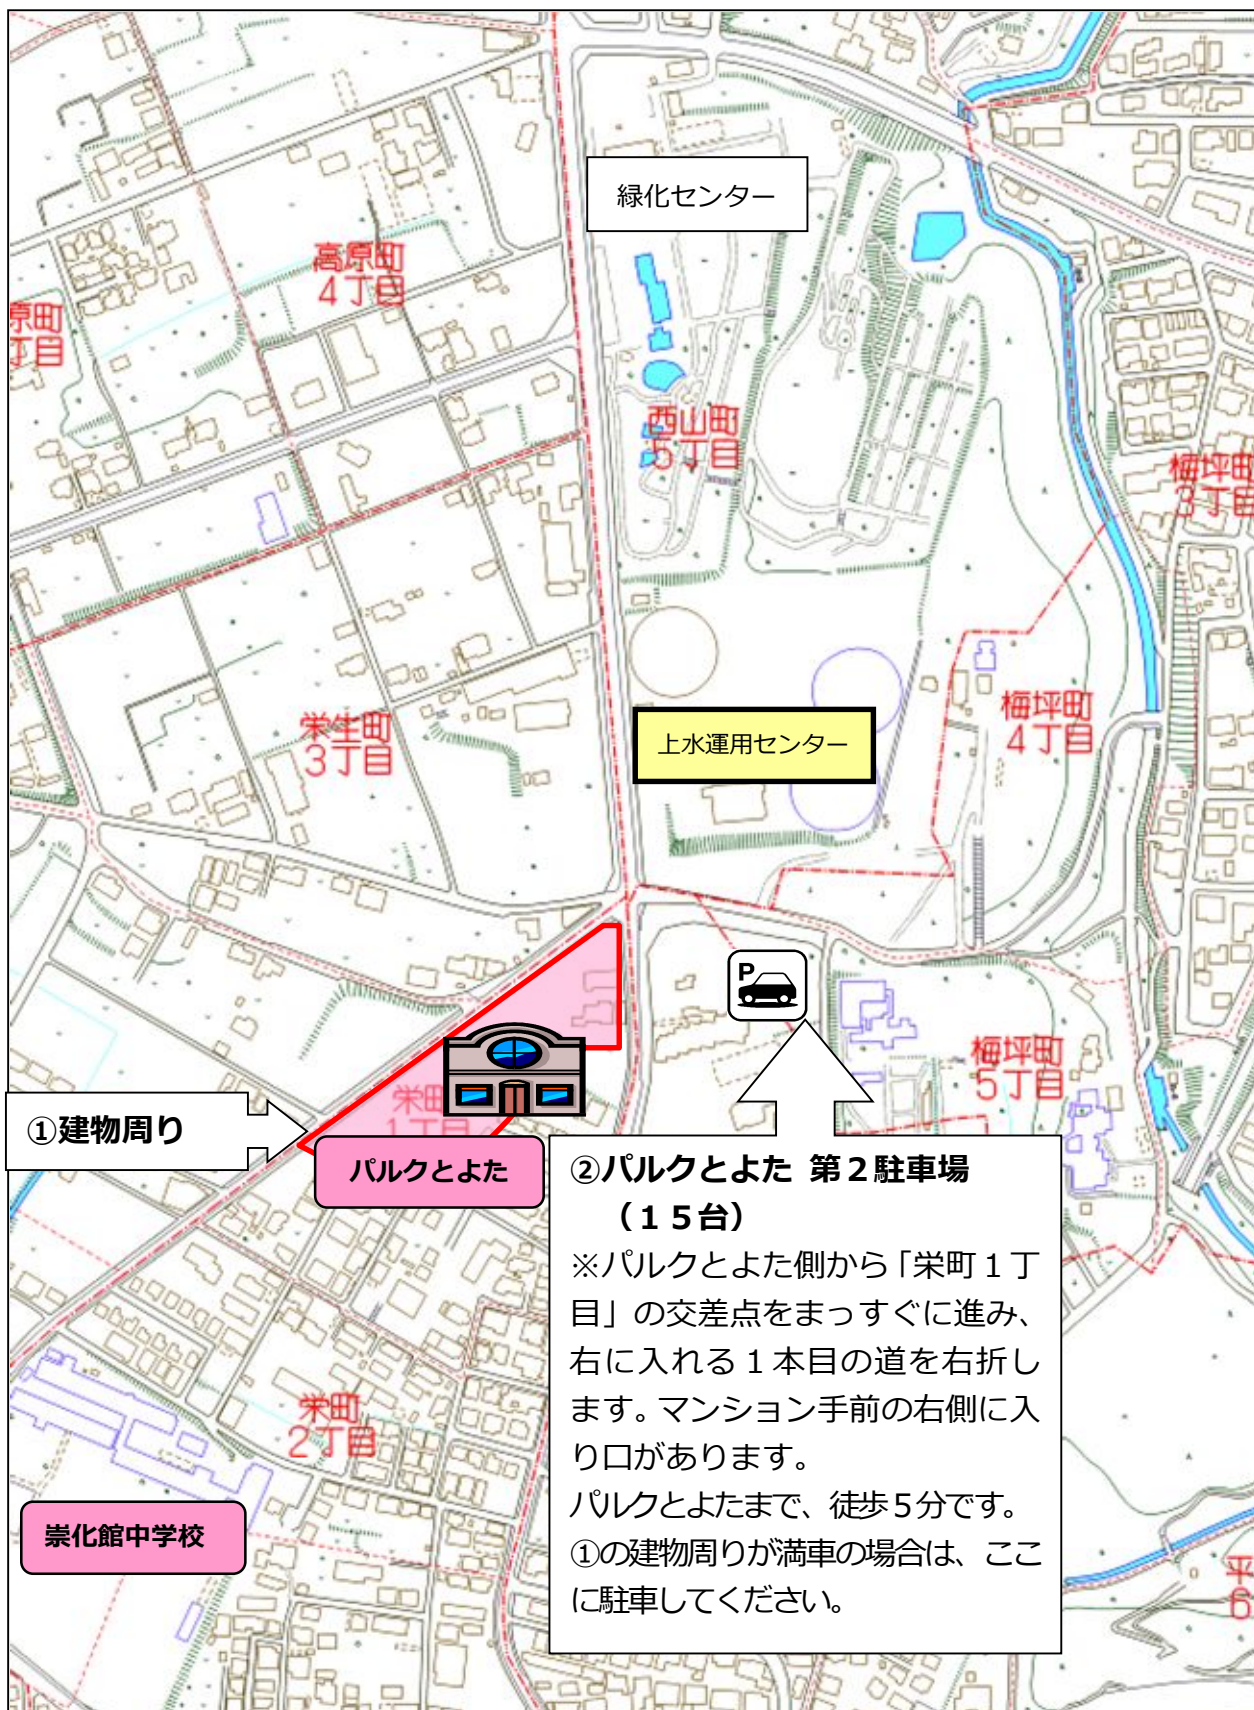 緑化センター
高原町
4丁目
原町
丁目
西山町
5丁目
梅坪町
3丁目
栄生町
3丁目
上水運用センター
梅坪町
4丁目
P
梅坪町
5丁目
①建物周り
栄町
1丁目
パルクとよた
②パルクとよた 第2駐車場
（15台）
※パルクとよた側から「栄町1丁
目」の交差点をまっすぐに進み、
右に入れる1本目の道を右折し
ます。マンション手前の右側に入
り口があります。
パルクとよたまで、徒歩5分です。
①の建物周りが満車の場合は、ここ
に駐車してください。
栄町
2丁目
崇化館中学校
平
6